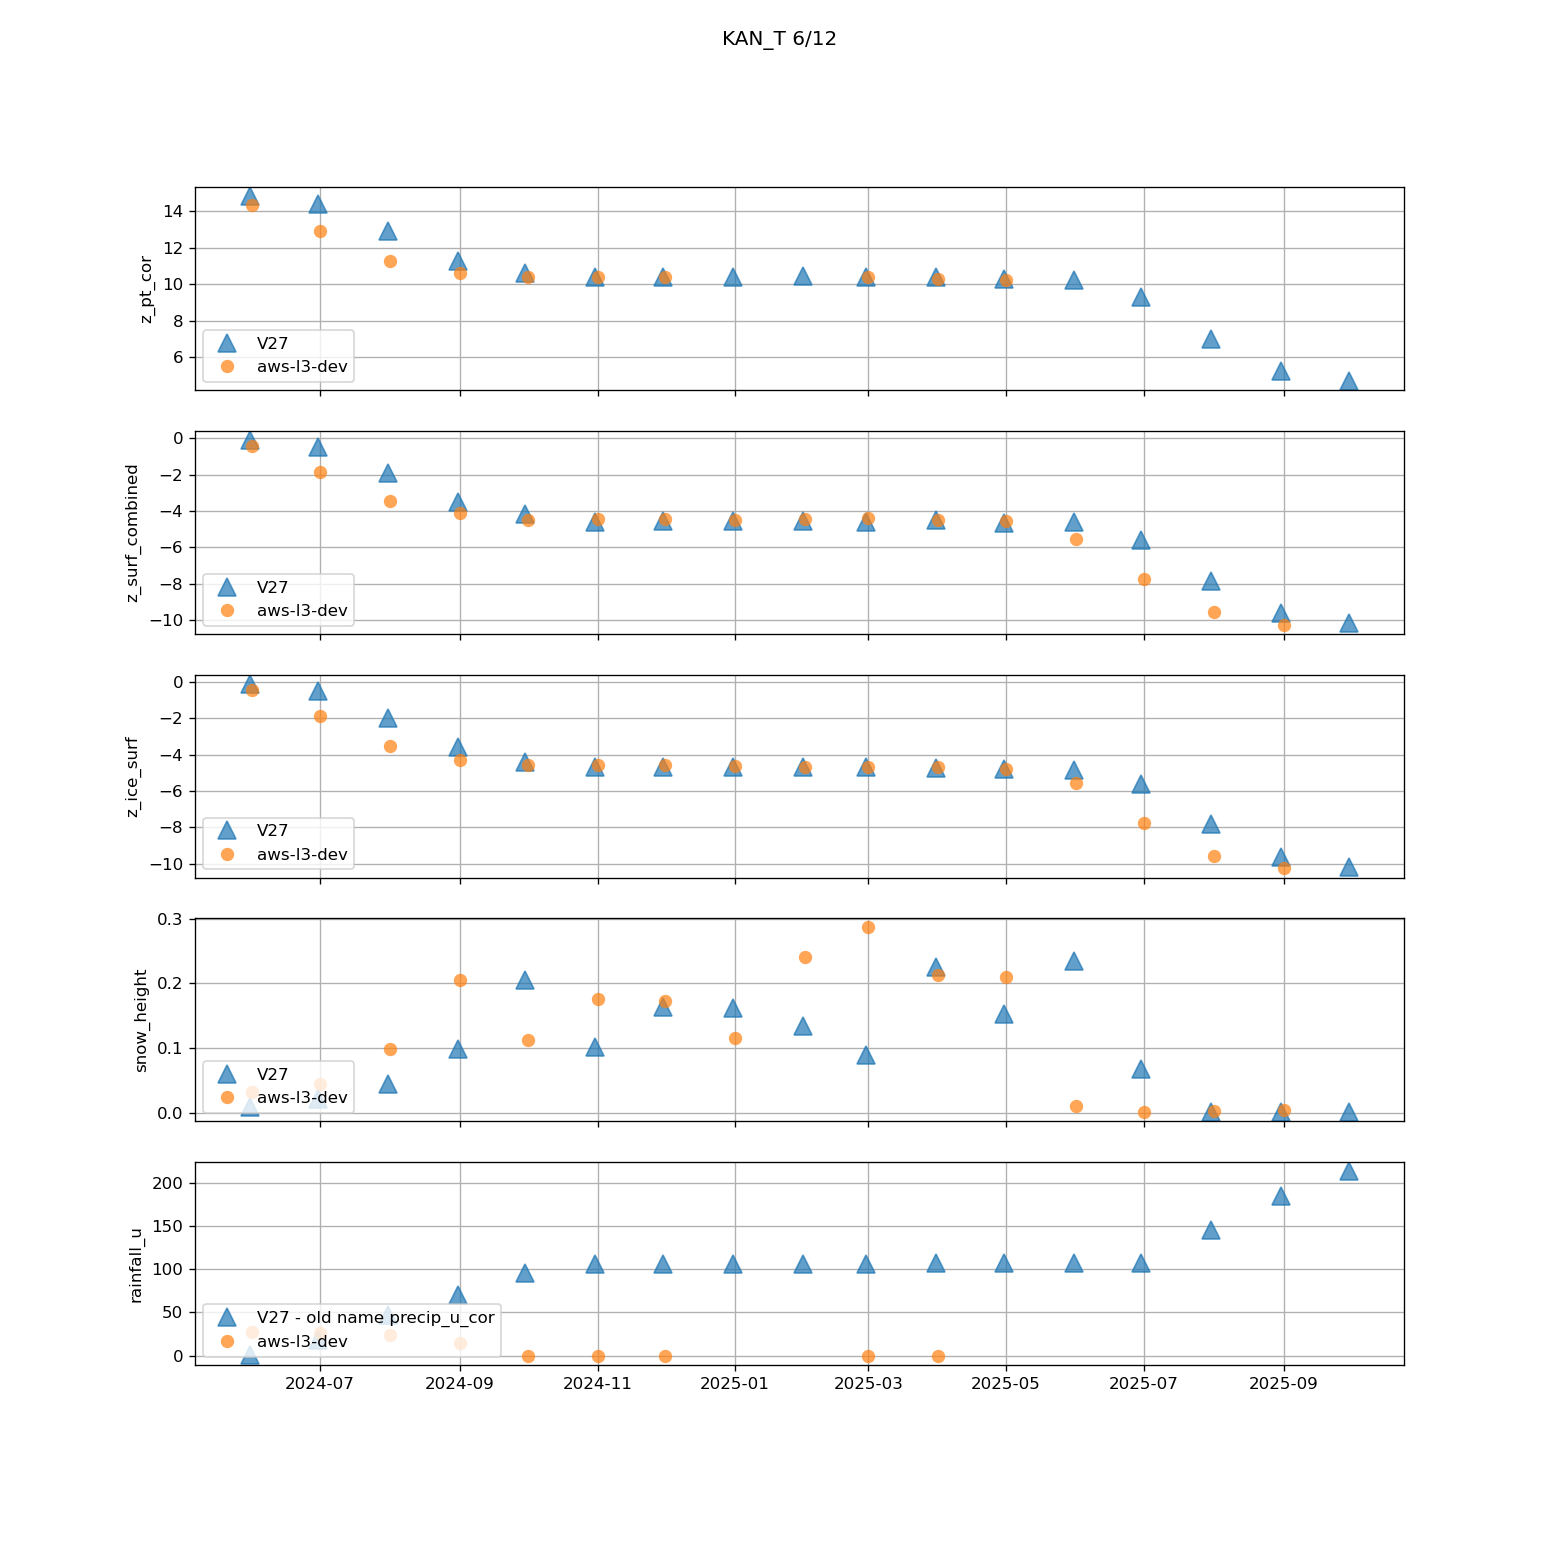 KAN_T 6/12
z_pt_cor
14
12
10
8
6
V27
aws-l3-dev
z_surf_combined
0
−2
−4
−6
−8
−10
V27
aws-l3-dev
z_ice_surf
0
−2
−4
−6
−8
−10
V27
aws-l3-dev
snow_height
0.3
0.2
0.1
0.0
V27
aws-l3-dev
rainfall_u
200
150
100
50
0
V27 - old name precip_u_cor
aws-l3-dev
2024-07 2024-09 2024-11 2025-01 2025-03 2025-05 2025-07 2025-09